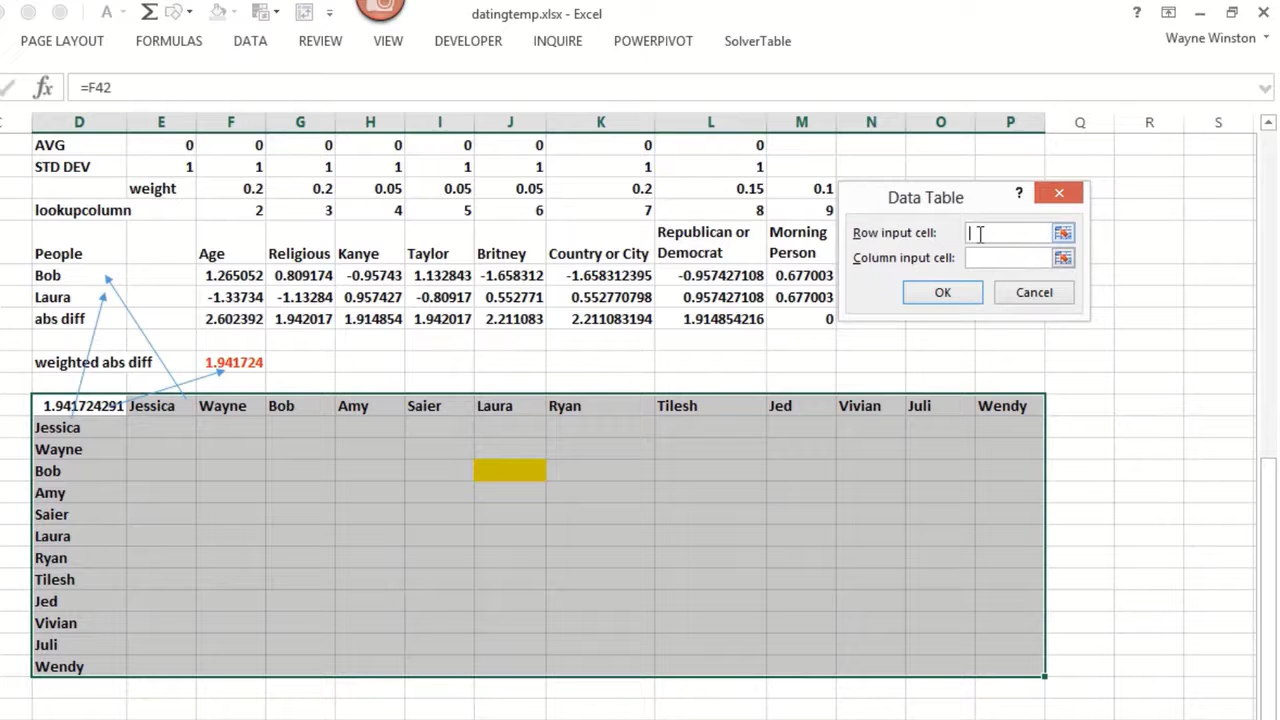 datingtemp.xlsx - Excel
?
PAGE LAYOUT FORMULAS DATA REVIEW VIEW DEVELOPER INQUIRE POWERPIVOT SolverTable Wayne Winston
fx =F42
D E F G H I J K L M N O P Q R S
AVG 0 0 0 0 0 0 0 0
STD DEV 1 1 1 1 1 1 1 1
weight 0.2 0.2 0.05 0.05 0.05 0.2 0.15 0.1
lookupcolumn 2 3 4 5 6 7 8 9
People Age Religious Kaye Taylor Britney Country or City Republican or Democrat Morning Person
Bob 1.265052 0.809174 -0.95743 1.132843 -1.658312 -1.658312395 -0.957427108 0.677003
Laura -1.33734 -1.13284 0.957427 -0.80917 0.552771 0.552770798 0.957427108 0.677003
abs diff 2.602392 1.942017 1.914854 1.942017 2.211083 2.211083194 1.914854216 0
weighted abs diff 1.941724
1.941724291 Jessica Wayne Bob Amy Saier Laura Ryan Tilesh Jed Vivian Juli Wendy
Jessica
Wayne
Bob
Amy
Saier
Laura
Ryan
Tilesh
Jed
Vivian
Juli
Wendy
Data Table ?
Row input cell:
Column input cell:
OK Cancel